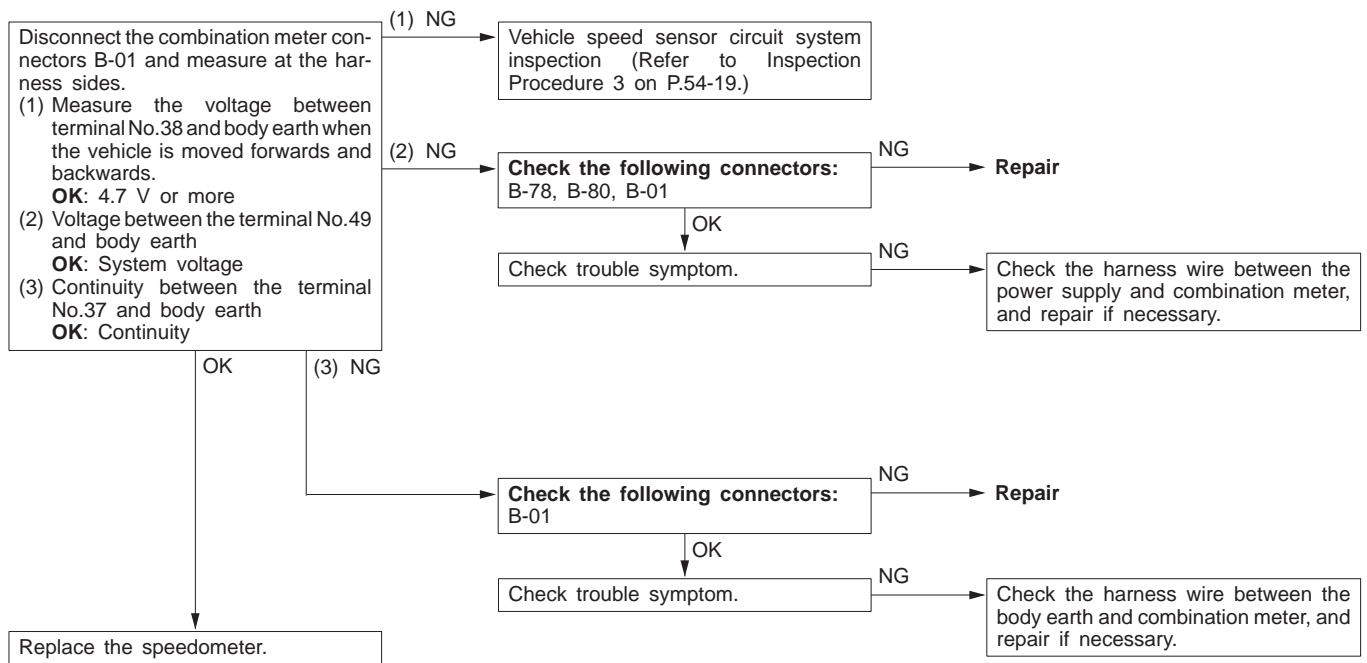 (1) NG
Disconnect the combination meter con-
nectors B-01 and measure at the har-
ness sides.
(1) Measure the voltage between
terminal No.38 and body earth when
the vehicle is moved forwards and
backwards.
OK: 4.7 V or more
(2) Voltage between the terminal No.49
and body earth
OK: System voltage
(3) Continuity between the terminal
No.37 and body earth
OK: Continuity
Vehicle speed sensor circuit system
inspection (Refer to Inspection
Procedure 3 on P.54-19.)
(2) NG
Check the following connectors:
B-78, B-80, B-01
NG
Repair
OK
Check trouble symptom.
NG
Check the harness wire between the
power supply and combination meter,
and repair if necessary.
OK
(3) NG
Check the following connectors:
B-01
NG
Repair
OK
Check trouble symptom.
NG
Check the harness wire between the
body earth and combination meter, and
repair if necessary.
Replace the speedometer.